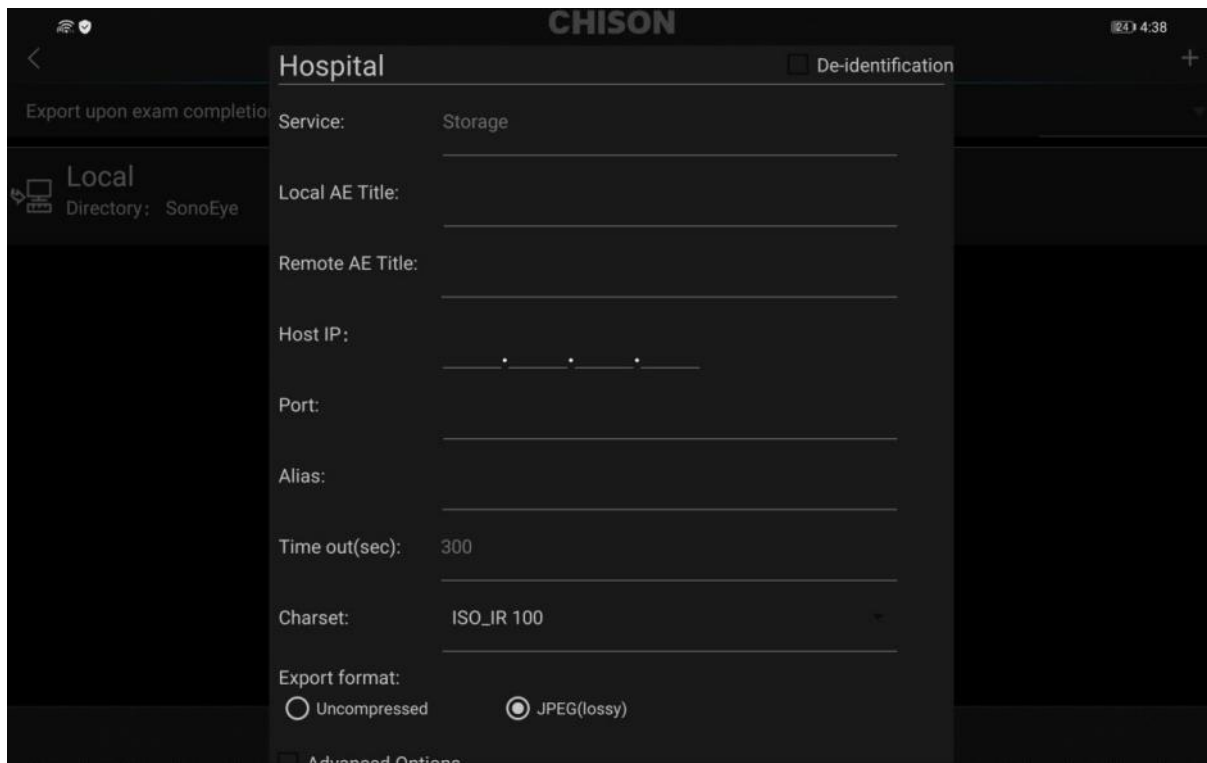 CHISON
24 4:38
Hospital
De-identification
Export upon exam completio
Service: Storage
Local
Directory: SonoEye
Local AE Title:
Remote AE Title:
Host IP:
Port:
Alias:
Time out(sec): 300
Charset: ISO_IR 100
Export format:
Uncompressed JPEG(lossy)
Advanced Options